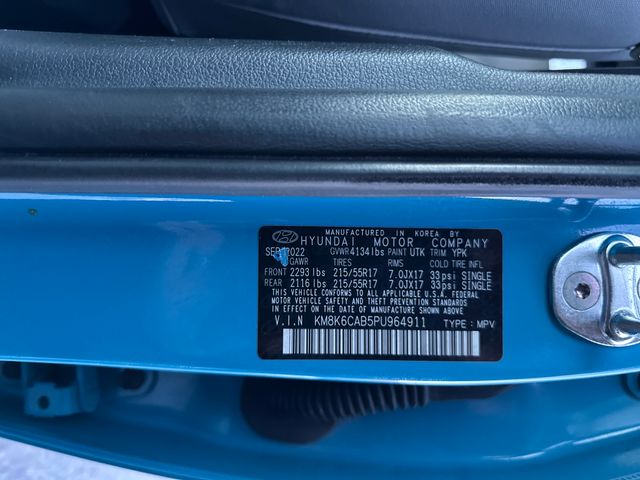 MANUFACTURED IN KOREA BY
HYUNDAI MOTOR COMPANY
2022 GVWR 4134 lbs PAINT UTK TRIM YPK
GAWR TIRES RIMS COLD TIRE INFL
FRONT 2293 lbs 215/55R17 7.0JX17 33psi SINGLE
REAR 2116 lbs 215/55R17 7.0JX17 33psi SINGLE
THIS VEHICLE CONFORMS TO ALL APPLICABLE U.S.A. FEDERAL
MOTOR VEHICLE SAFETY AND THEFT PREVENTION STANDARDS
IN EFFECT ON THE DATE OF MANUFACTURE SHOWN ABOVE.
V.I.N KM8K6CAB5PU964911 TYPE : MPV